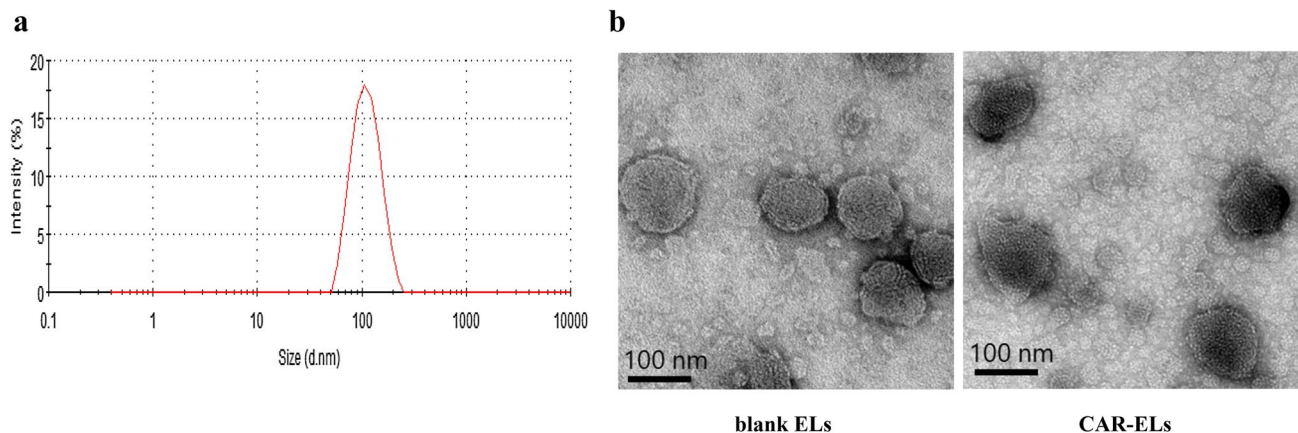 a
20
15
10
5
0
Intensity (%)
0.1 1 10 100 1000 10000
Size (d.nm)
b
100 nm
100 nm
blank ELs
CAR-ELs